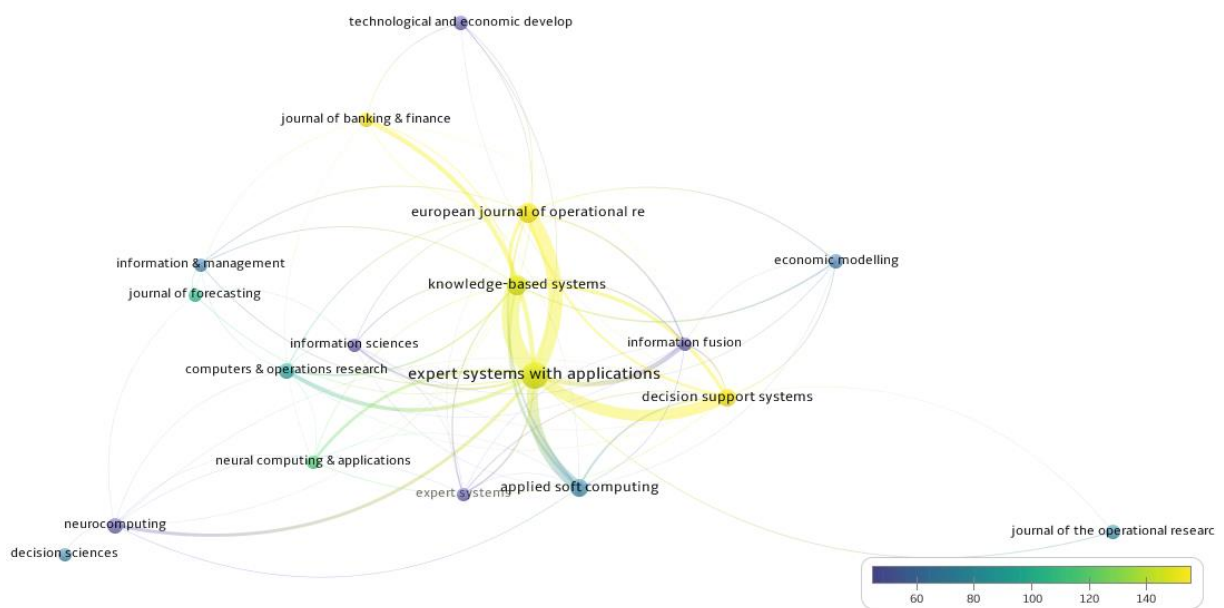 technological and economic develop
journal of banking & finance
european journal of operational re
information & management
economic modelling
knowledge-based systems
journal of forecasting
information sciences
information fusion
computers & operations research
expert systems with applications
decision support systems
neural computing & applications
expert systems
applied soft computing
neurocomputing
journal of the operational researc
decision sciences
60 80 100 120 140